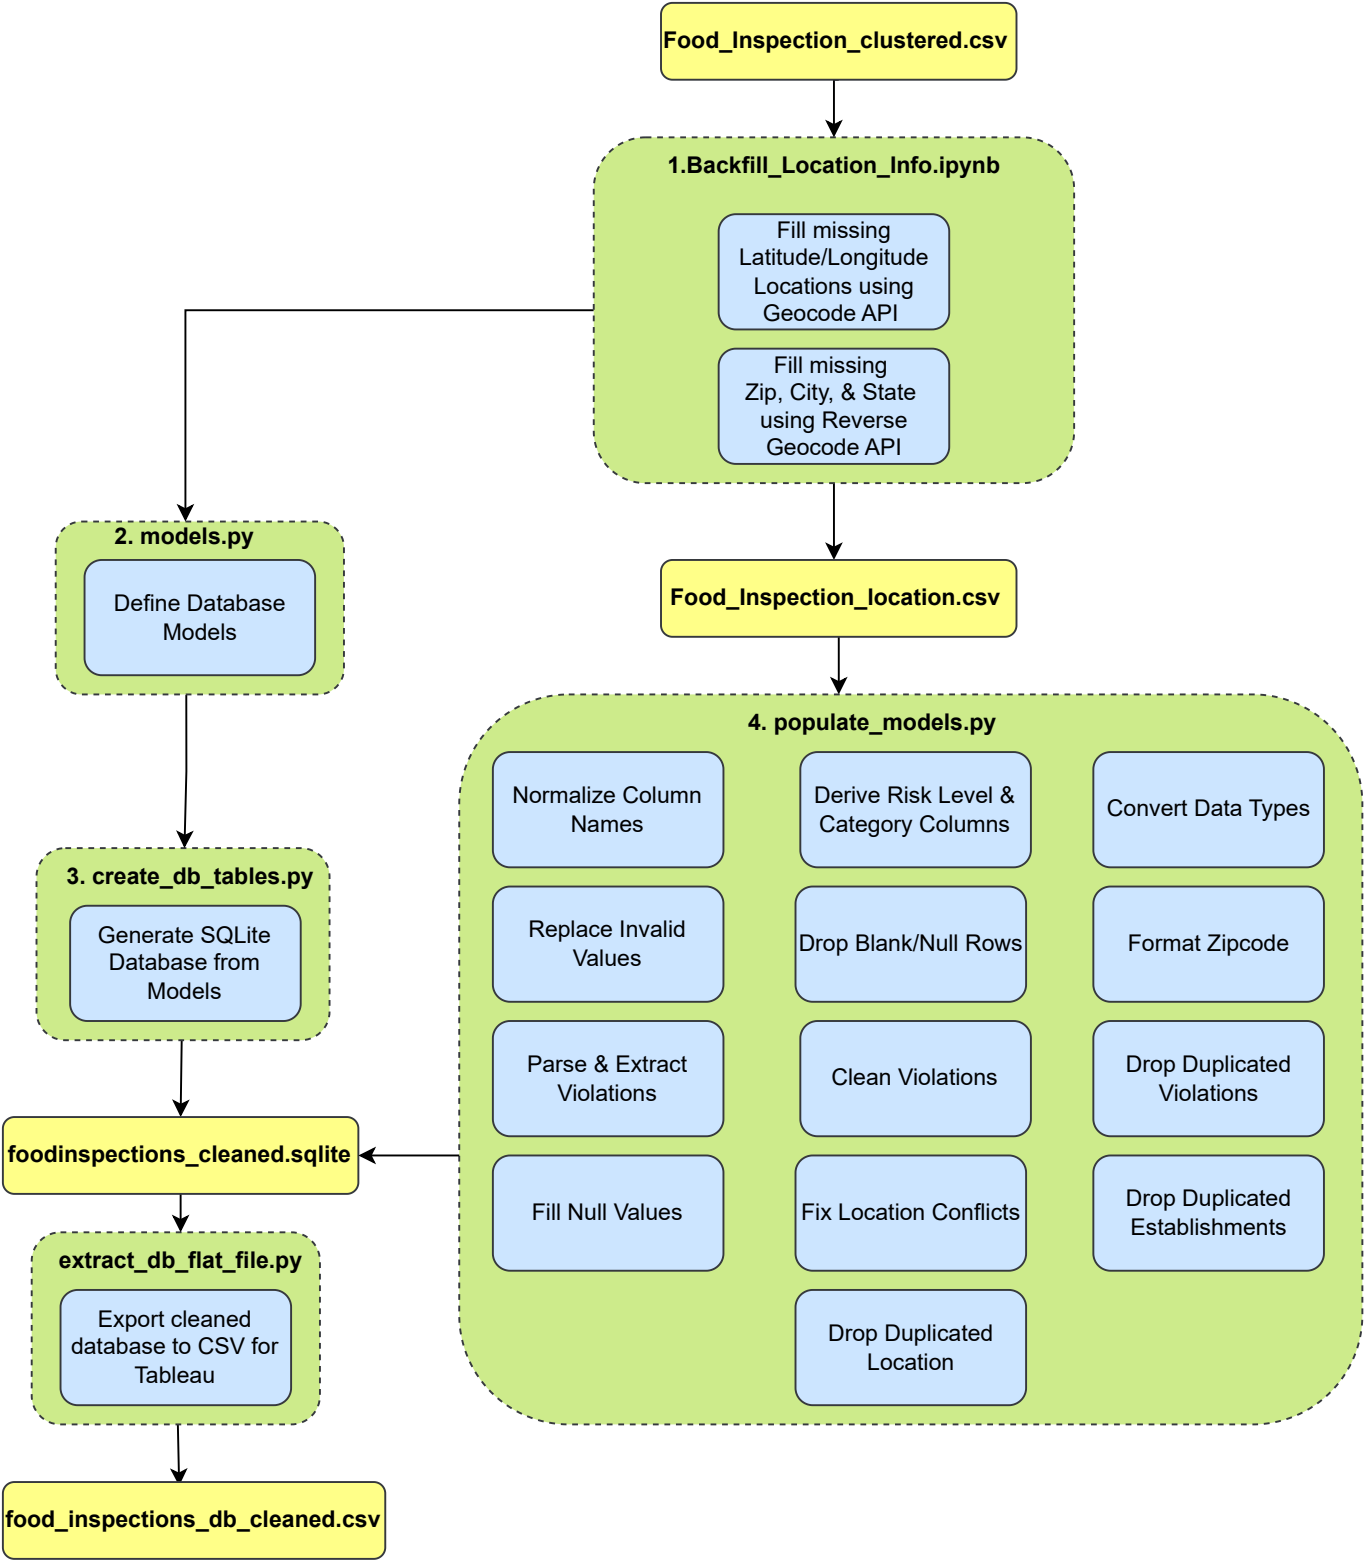 Food_Inspection_clustered.csv
1.Backfill_Location_Info.ipynb
Fill missing
Latitude/Longitude
Locations using
Geocode API
Fill missing
Zip, City, & State
using Reverse
Geocode API
2. models.py
Define Database
Models
Food_Inspection_location.csv
3. create_db_tables.py
Generate SQLite
Database from
Models
4. populate_models.py
Normalize Column
Names
Derive Risk Level &
Category Columns
Convert Data Types
Replace Invalid
Values
Drop Blank/Null Rows
Format Zipcode
Parse & Extract
Violations
Clean Violations
Drop Duplicated
Violations
Fill Null Values
Fix Location Conflicts
Drop Duplicated
Establishments
Drop Duplicated
Location
foodinspections_cleaned.sqlite
extract_db_flat_file.py
Export cleaned
database to CSV for
Tableau
food_inspections_db_cleaned.csv